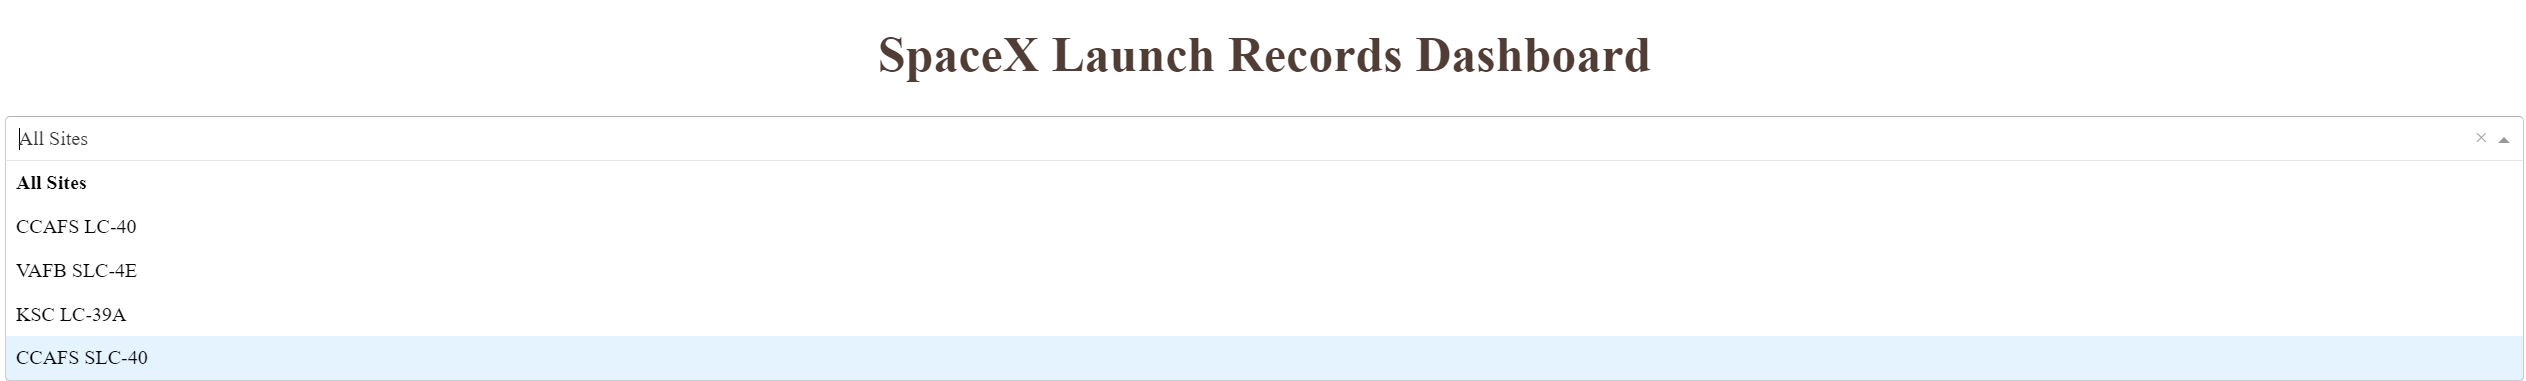 SpaceX Launch Records Dashboard
All Sites
All Sites
CCAFS LC-40
VAFB SLC-4E
KSC LC-39A
CCAFS SLC-40